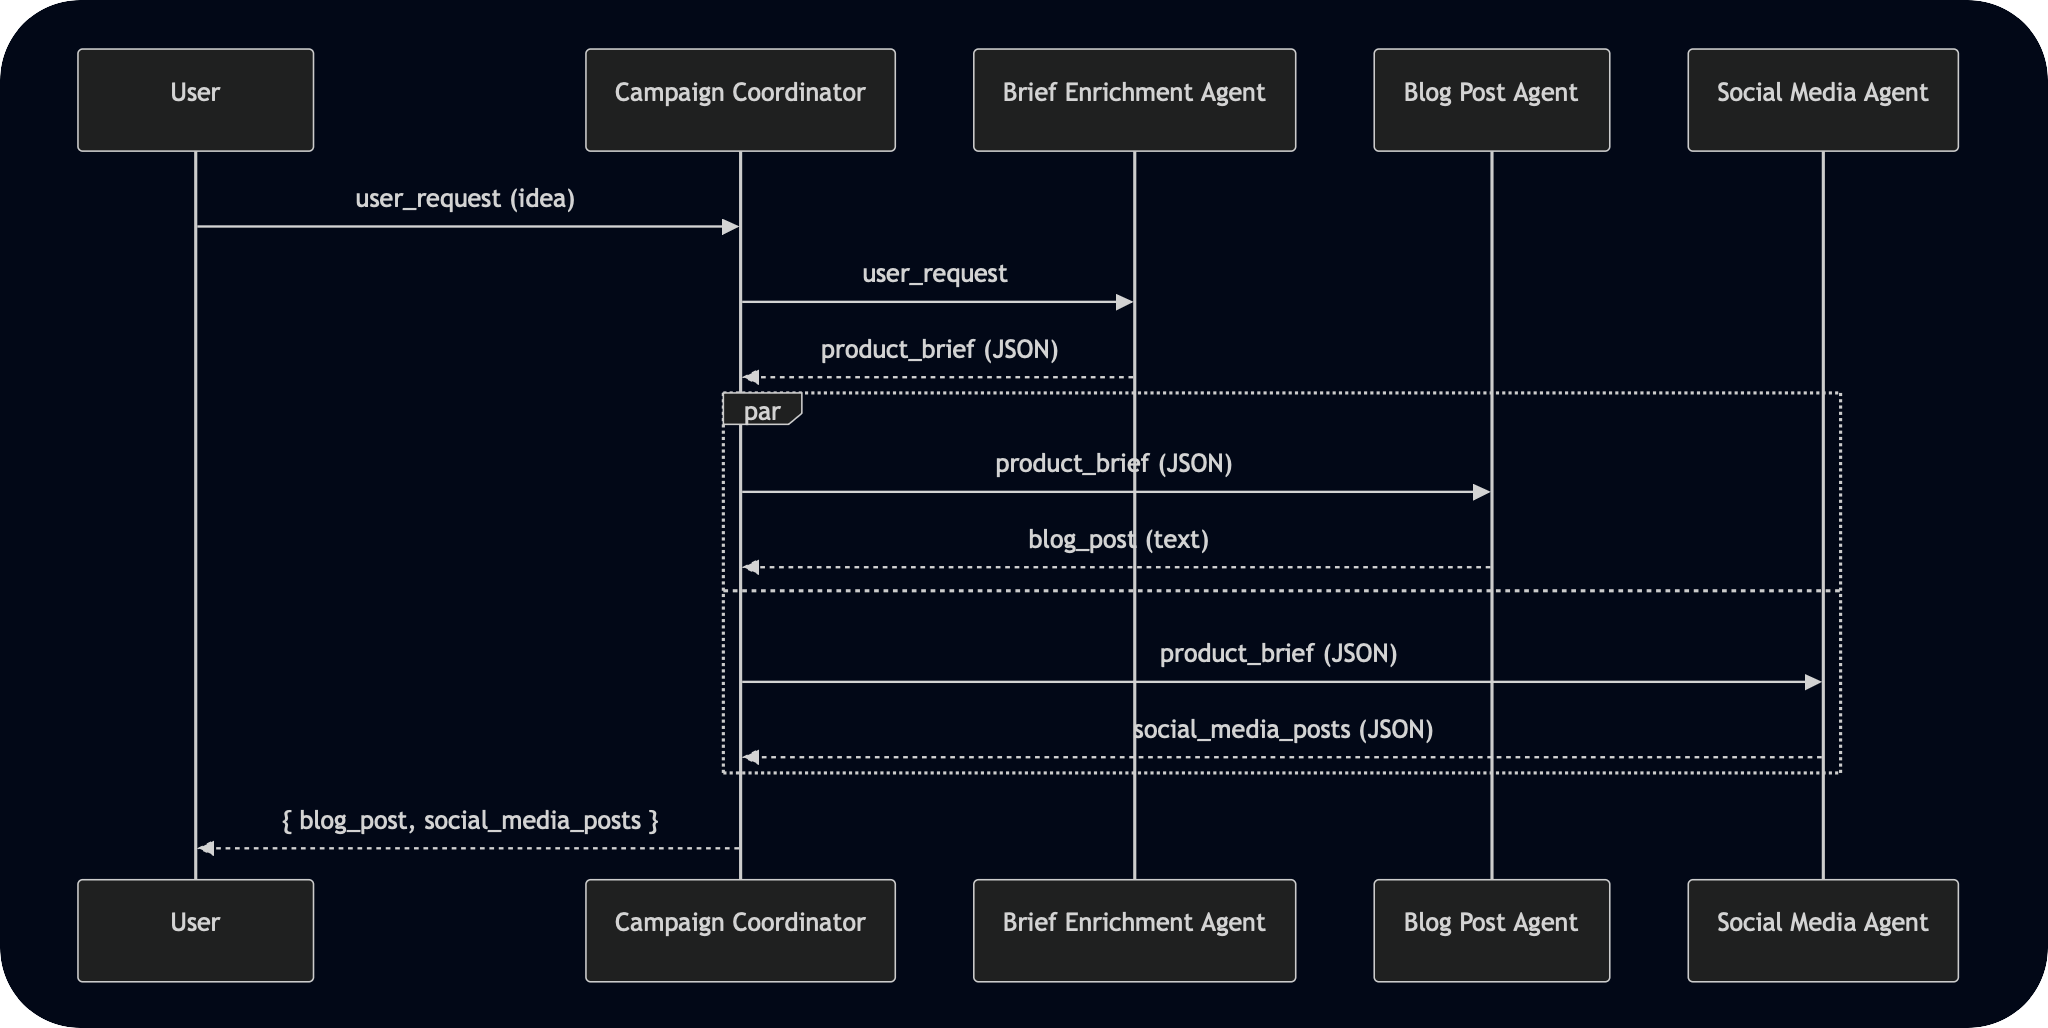 User
Campaign Coordinator
Brief Enrichment Agent
Blog Post Agent
Social Media Agent
user_request (idea)
user_request
product_brief (JSON)
par
product_brief (JSON)
blog_post (text)
product_brief (JSON)
social_media_posts (JSON)
{ blog_post, social_media_posts }
User
Campaign Coordinator
Brief Enrichment Agent
Blog Post Agent
Social Media Agent